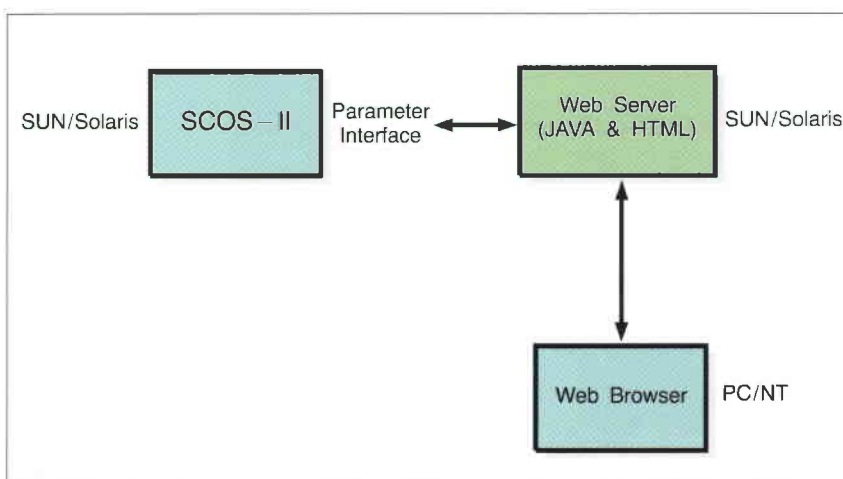 SUN/Solaris
SCOS – II
Parameter
Interface
Web Server
(JAVA & HTML)
SUN/Solaris
Web Browser
PC/NT